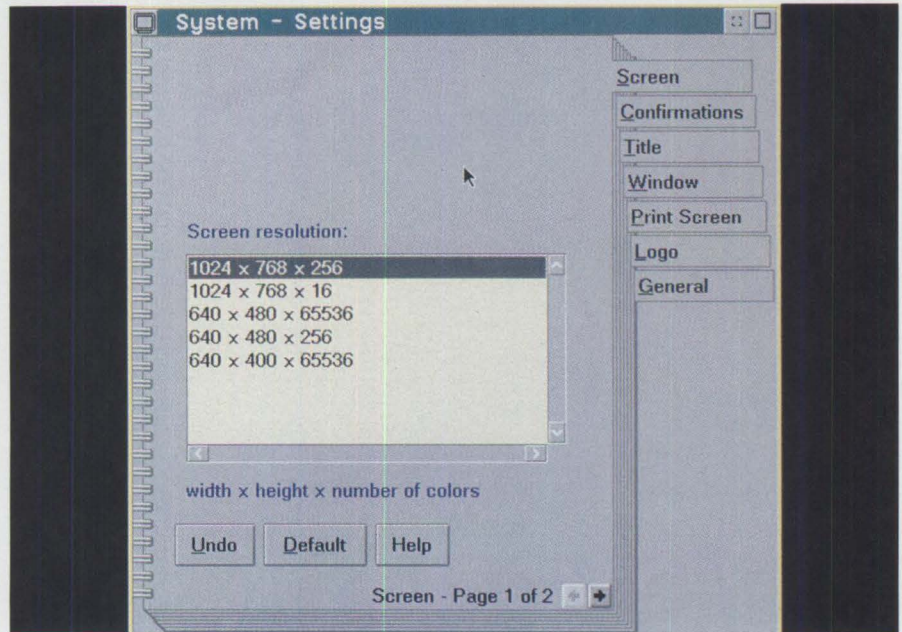 System - Settings
Screen
Confirmations
Title
Window
Print Screen
Logo
General
Screen resolution:
1024 x 768 x 256
1024 x 768 x 16
640 x 480 x 65536
640 x 480 x 256
640 x 400 x 65536
width x height x number of colors
Undo
Default
Help
Screen - Page 1 of 2